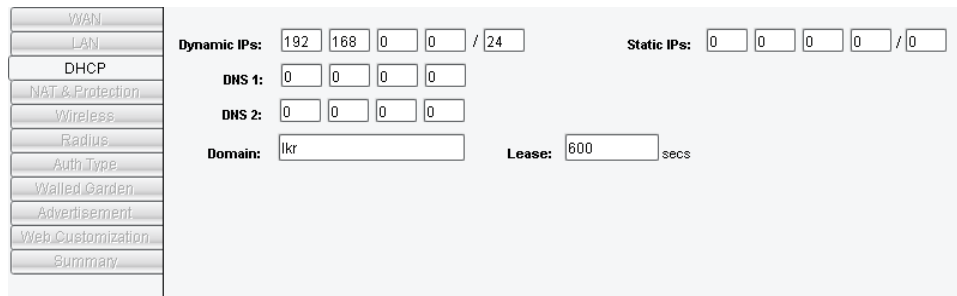 WAN
LAN
DHCP
NAT & Protection
Wireless
Radius
Auth Type
Walled Garden
Advertisement
Web Customization
Summary
Dynamic IPs: 192 168 0 0 / 24 Static IPs: 0 0 0 0 / 0
DNS 1: 0 0 0 0
DNS 2: 0 0 0 0
Domain: lkr Lease: 600 secs